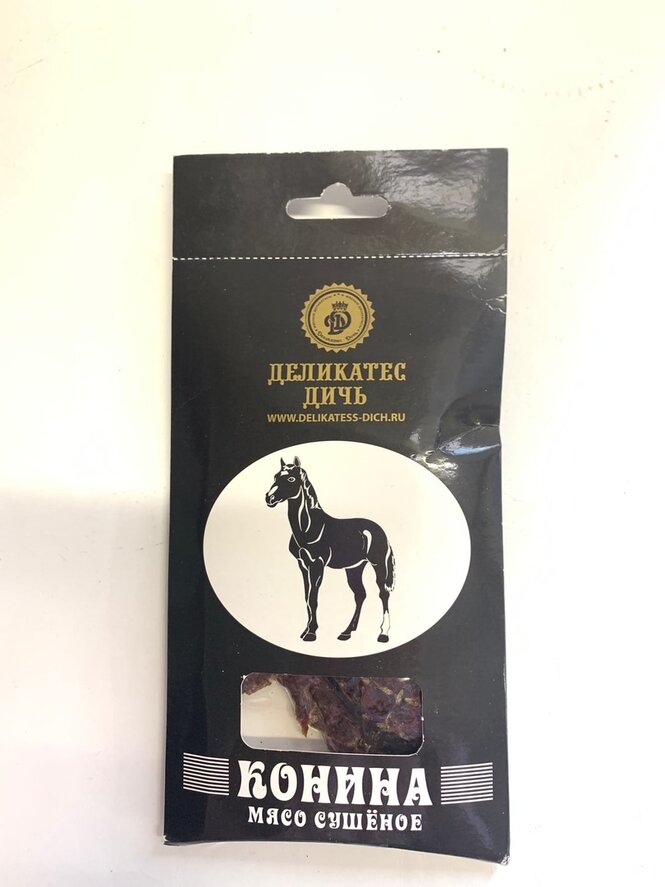 ДЕЛИКАТЕС
ДИЧЬ
WWW.DELIKATESS-DICH.RU
КОНИНА
МЯСО СУШЁНОЕ